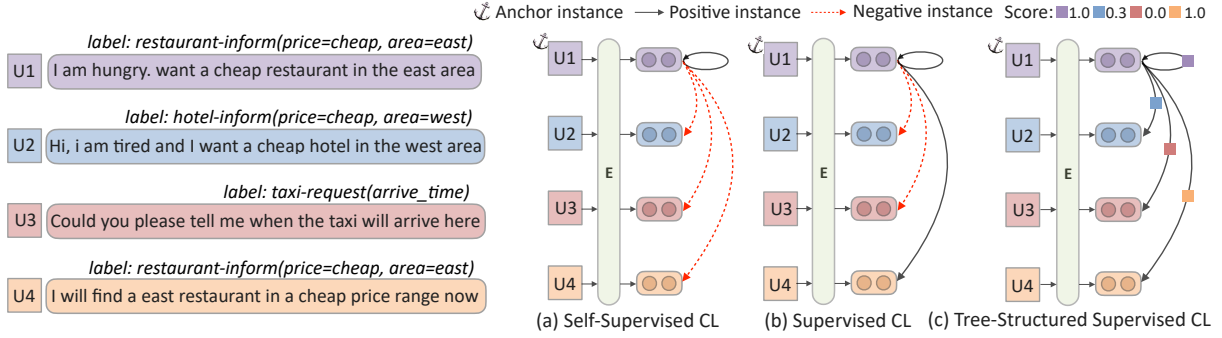 ⚓ Anchor instance
Positive instance
Negative instance
Score: 1.0 0.3 0.0 1.0
label: restaurant-inform(price=cheap, area=east)
U1
I am hungry. want a cheap restaurant in the east area
label: hotel-inform(price=cheap, area=west)
U2
Hi, i am tired and I want a cheap hotel in the west area
label: taxi-request(arrive_time)
U3
Could you please tell me when the taxi will arrive here
label: restaurant-inform(price=cheap, area=east)
U4
I will find a east restaurant in a cheap price range now
U1
U2
E
U3
U4
(a) Self-Supervised CL
U1
U2
E
U3
U4
(b) Supervised CL
U1
U2
E
U3
U4
(c) Tree-Structured Supervised CL